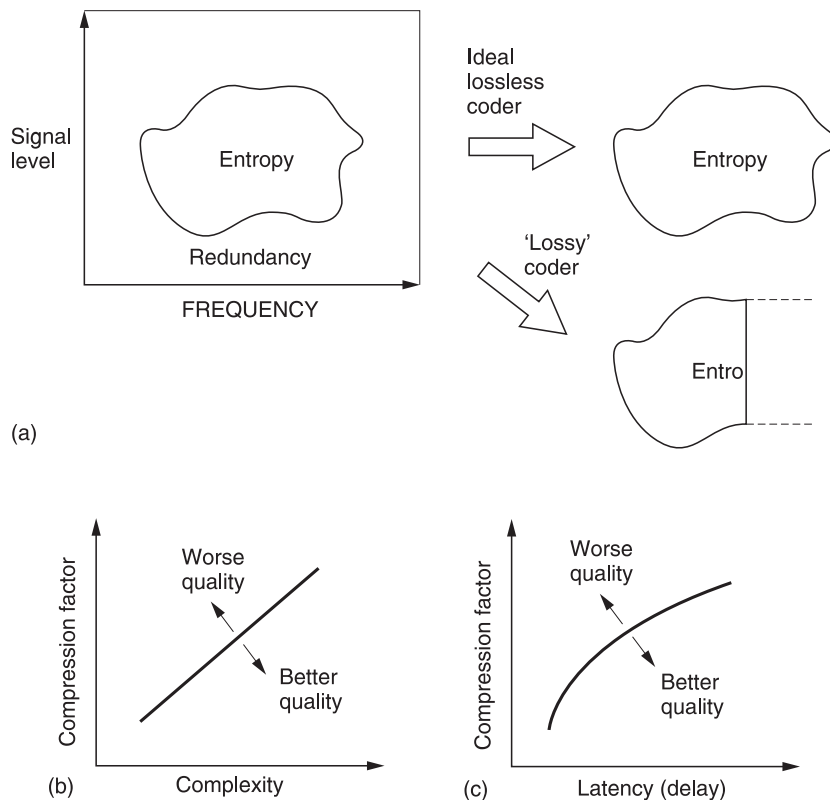 Signal
level
Entropy
Redundancy
FREQUENCY
Ideal
lossless
coder
Entropy
'Lossy'
coder
Entro
(a)
Compression factor
Worse
quality
Better
quality
Complexity
(b)
Compression factor
Worse
quality
Better
quality
Latency (delay)
(c)